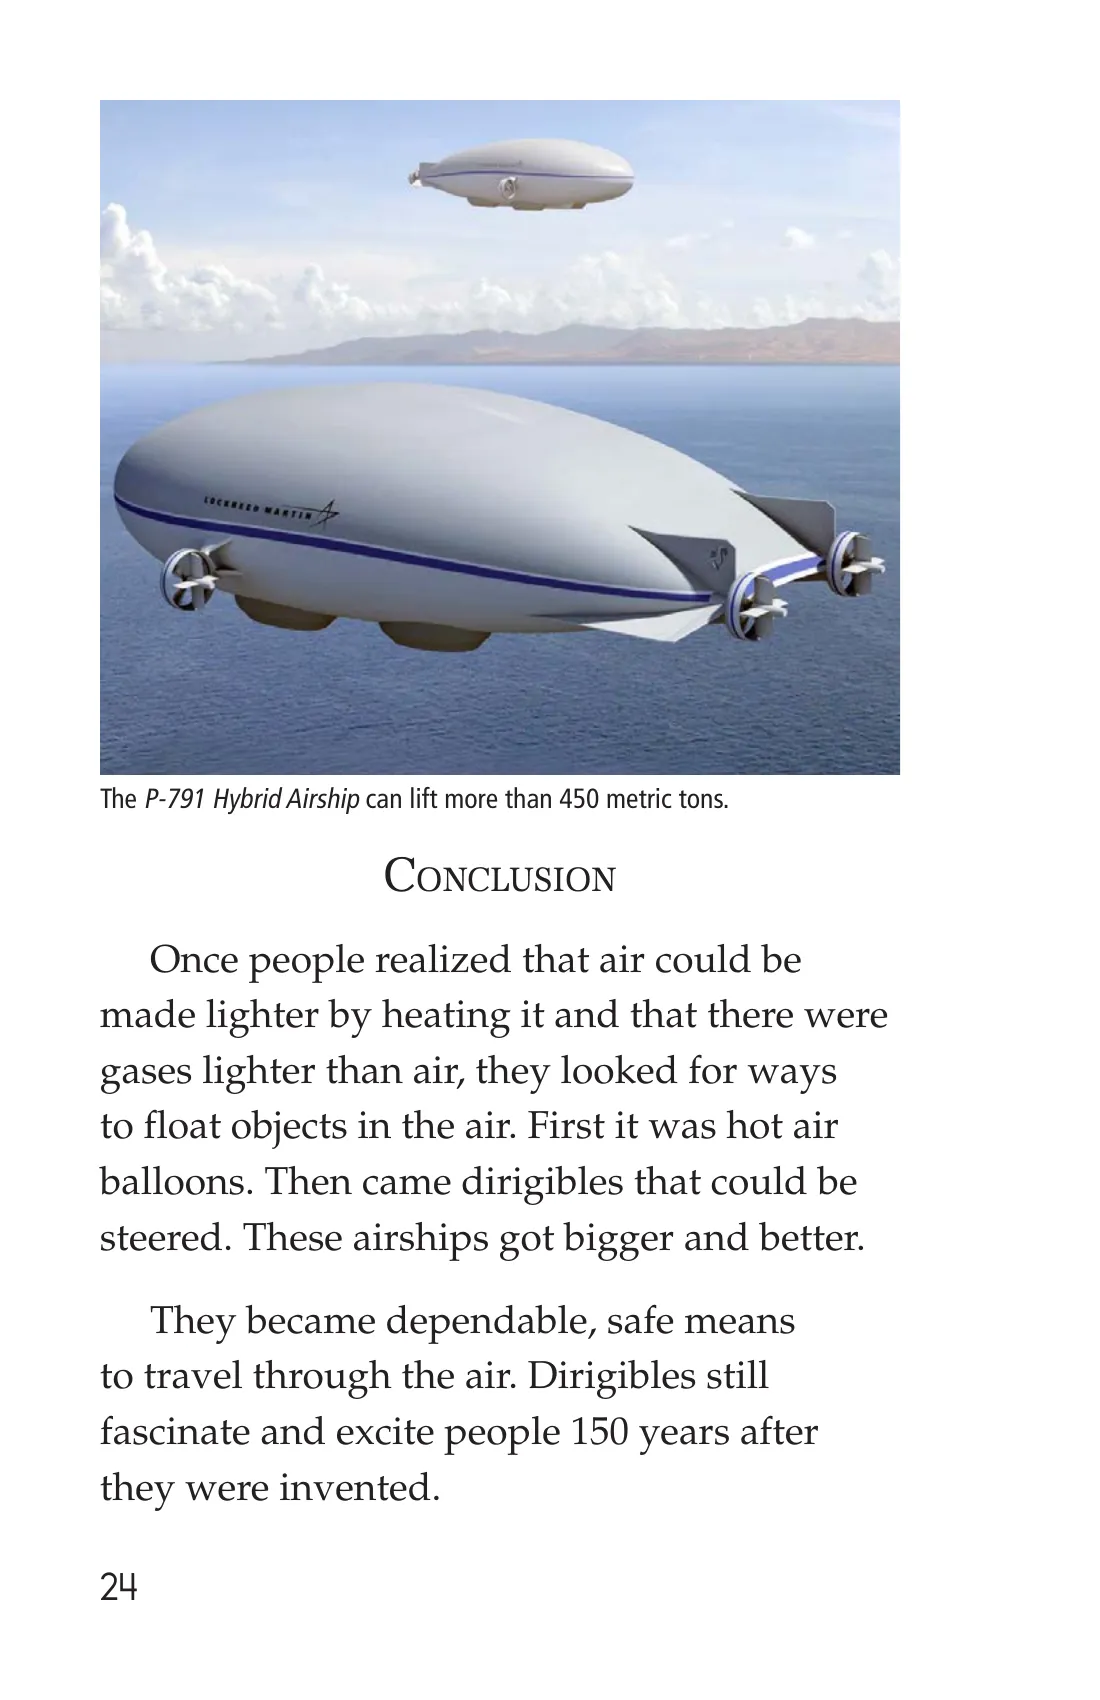 LOCKHEED MARTIN
The P-791 Hybrid Airship can lift more than 450 metric tons.
CONCLUSION
Once people realized that air could be
made lighter by heating it and that there were
gases lighter than air, they looked for ways
to float objects in the air. First it was hot air
balloons. Then came dirigibles that could be
steered. These airships got bigger and better.
They became dependable, safe means
to travel through the air. Dirigibles still
fascinate and excite people 150 years after
they were invented.
24